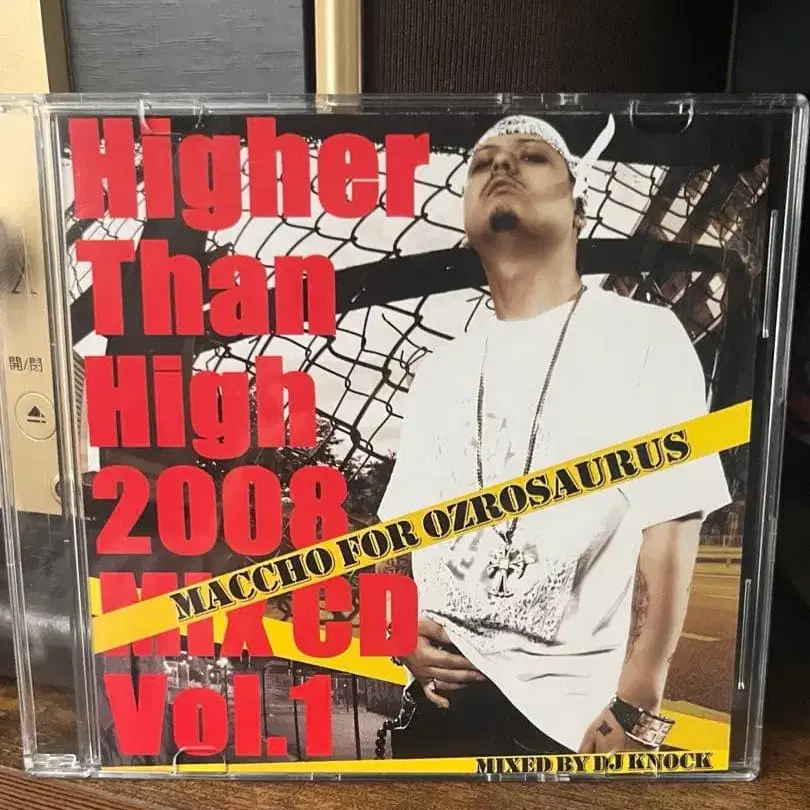 Higher
Than
High
2008
MACCHO FOR OZROSAURUS
Mix CD
Vol.1
MIXED BY DJ KNOCK
開/閉